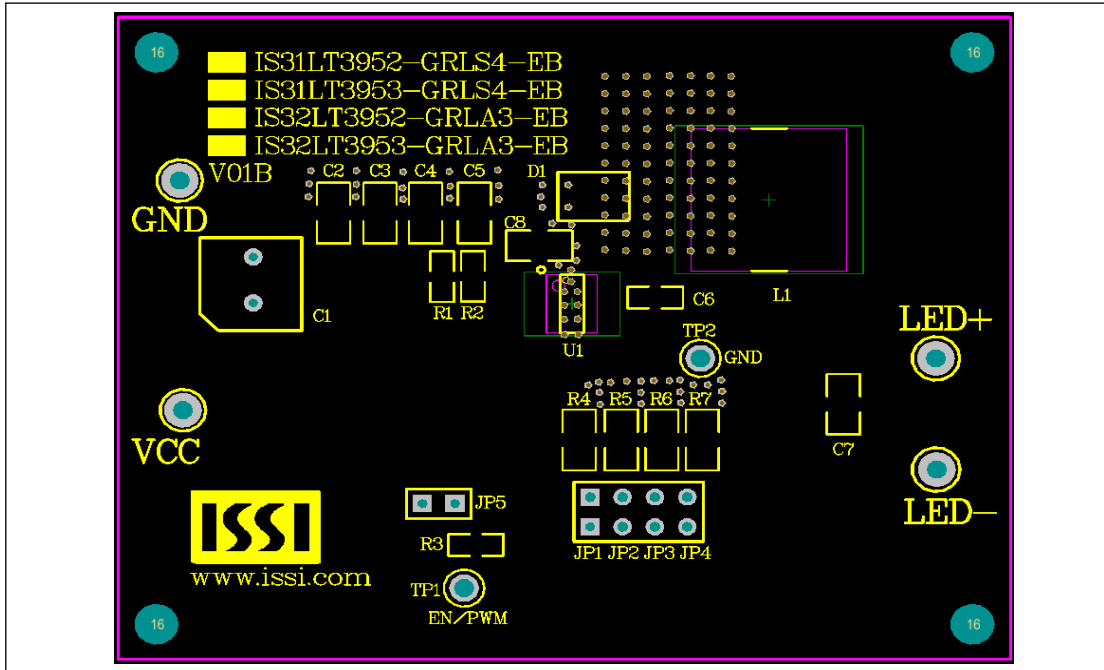 16
16
IS31LT3952-GRLS4-EB
IS31LT3953-GRLS4-EB
IS32LT3952-GRLA3-EB
IS32LT3953-GRLA3-EB
V01B
C2 C3 C4 C5 D1
GND
C8
R1 R2
C6
L1
C1
U1
TP2
GND
LED+
R4 R5 R6 R7
VCC
C7
LED-
ISSI
www.issi.com
JP5
R3
JP1 JP2 JP3 JP4
TP1
EN/PWM
16
16